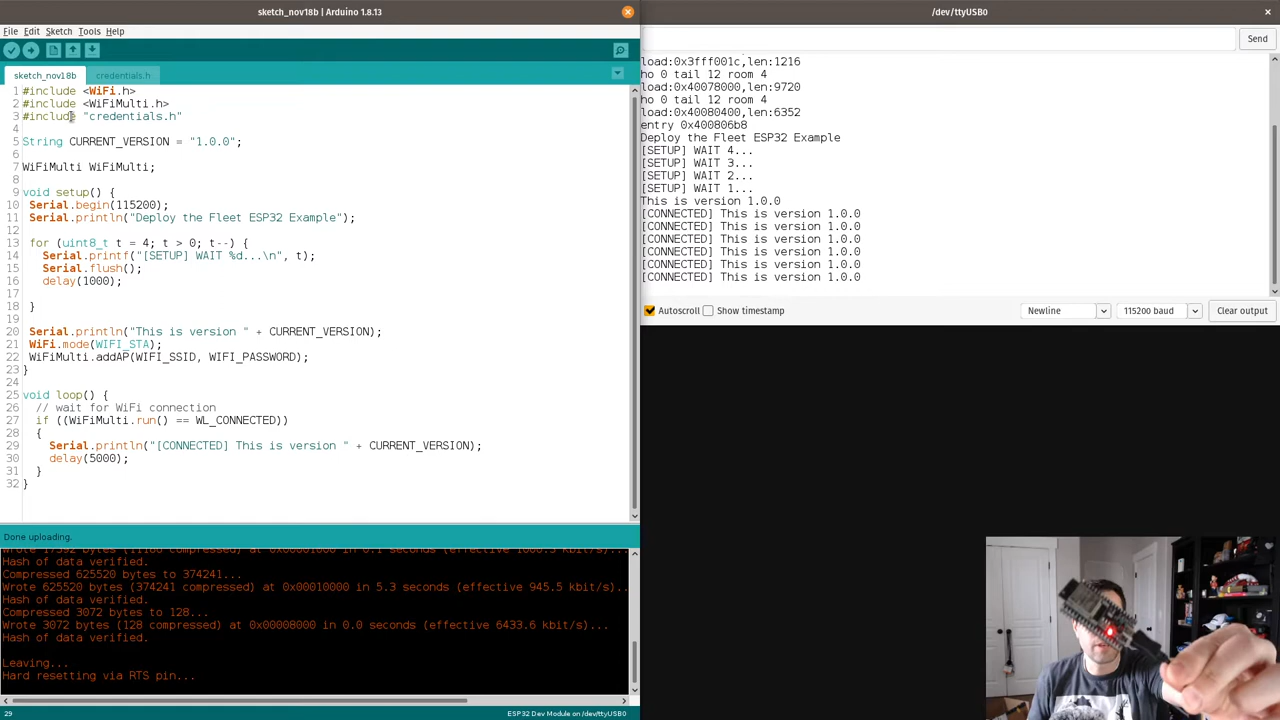 sketch_nov18b | Arduino 1.8.13
File Edit Sketch Tools Help
sketch_nov18b credentials.h
1 #include <WiFi.h>
2 #include <WiFiMulti.h>
3 #include "credentials.h"
4
5 String CURRENT_VERSION = "1.0.0";
6
7 WiFiMulti WiFiMulti;
8
9 void setup() {
10 Serial.begin(115200);
11 Serial.println("Deploy the Fleet ESP32 Example");
12
13 for (uint8_t t = 4; t > 0; t--) {
14 Serial.printf("[SETUP] WAIT %d...\n", t);
15 Serial.flush();
16 delay(1000);
17
18 }
19
20 Serial.println("This is version " + CURRENT_VERSION);
21 WiFi.mode(WIFI_STA);
22 WiFiMulti.addAP(WIFI_SSID, WIFI_PASSWORD);
23 }
24
25 void loop() {
26 // wait for WiFi connection
27 if ((WiFiMulti.run() == WL_CONNECTED))
28 {
29 Serial.println("[CONNECTED] This is version " + CURRENT_VERSION);
30 delay(5000);
31 }
32 }
Done uploading.
Wrote 17392 bytes (11186 compressed) at 0x00001000 in 0.1 seconds (effective 1000.3 kbit/s)...
Hash of data verified.
Compressed 625520 bytes to 374241...
Wrote 625520 bytes (374241 compressed) at 0x00010000 in 5.3 seconds (effective 945.5 kbit/s)..
Hash of data verified.
Compressed 3072 bytes to 128...
Wrote 3072 bytes (128 compressed) at 0x00008000 in 0.0 seconds (effective 6433.6 kbit/s)...
Hash of data verified.
Leaving...
Hard resetting via RTS pin...
29 ESP32 Dev Module on /dev/ttyUSB0
/dev/ttyUSB0
Send
load:0x3fff001c,len:1216
ho 0 tail 12 room 4
load:0x40078000,len:9720
ho 0 tail 12 room 4
load:0x40080400,len:6352
entry 0x400806b8
Deploy the Fleet ESP32 Example
[SETUP] WAIT 4...
[SETUP] WAIT 3...
[SETUP] WAIT 2...
[SETUP] WAIT 1...
This is version 1.0.0
[CONNECTED] This is version 1.0.0
[CONNECTED] This is version 1.0.0
[CONNECTED] This is version 1.0.0
[CONNECTED] This is version 1.0.0
[CONNECTED] This is version 1.0.0
[CONNECTED] This is version 1.0.0
Autoscroll Show timestamp Newline 115200 baud Clear output